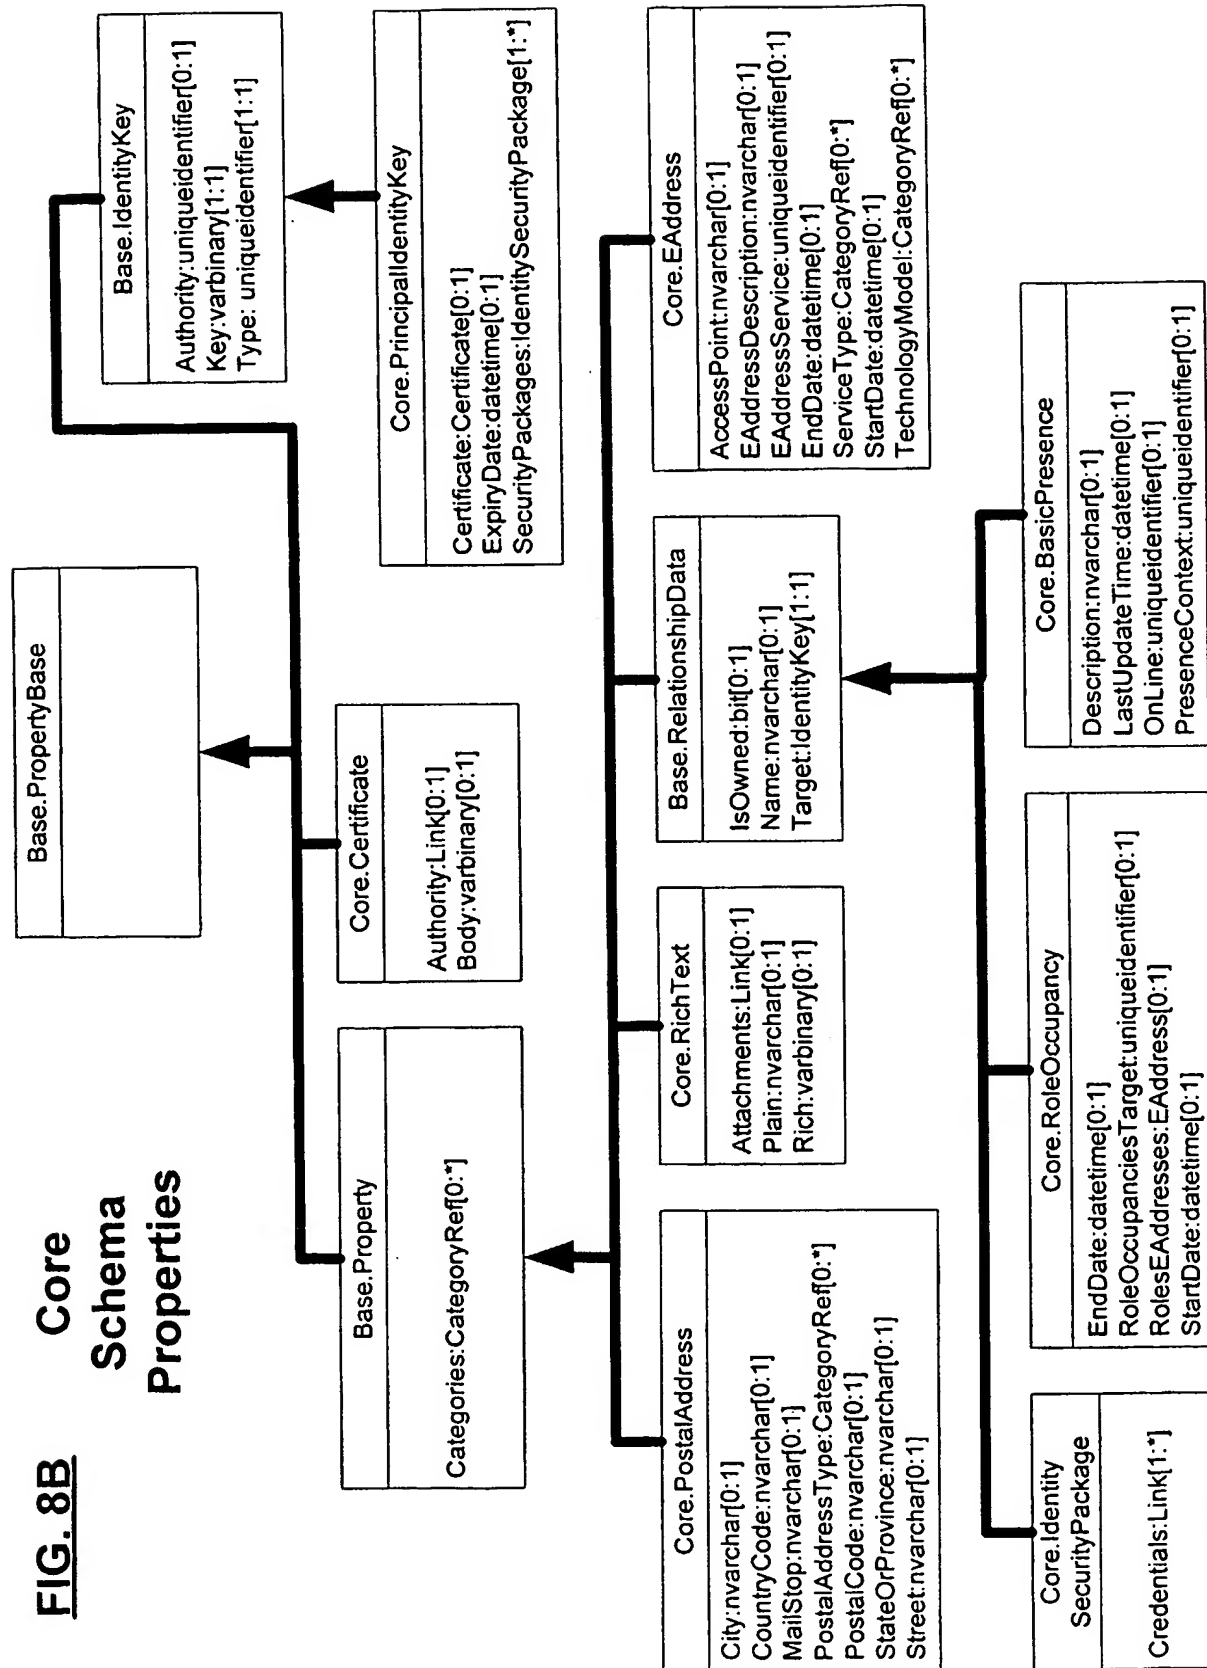 FIG. 8B
Core
Schema
Properties
Base.PropertyBase
Base.Property
Categories:CategoryRef[0:*]
Core.Certificate
Authority:Link[0:1]
Body:varbinary[0:1]
Base.IdentityKey
Authority:uniqueidentifier[0:1]
Key:varbinary[1:1]
Type: uniqueidentifier[1:1]
Core.PrincipalIdentityKey
Certificate:Certificate[0:1]
ExpiryDate:datetime[0:1]
SecurityPackages:IdentitySecurityPackage[1:*]
Core.PostalAddress
City:nvarchar[0:1]
CountryCode:nvarchar[0:1]
MailStop:nvarchar[0:1]
PostalAddressType:CategoryRef[0:*]
PostalCode:nvarchar[0:1]
StateOrProvince:nvarchar[0:1]
Street:nvarchar[0:1]
Core.RichText
Attachments:Link[0:1]
Plain:nvarchar[0:1]
Rich:varbinary[0:1]
Base.RelationshipData
IsOwned:bit[0:1]
Name:nvarchar[0:1]
Target:IdentityKey[1:1]
Core.EAddress
AccessPoint:nvarchar[0:1]
EAddressDescription:nvarchar[0:1]
EAddressService:uniqueidentifier[0:1]
EndDate:datetime[0:1]
ServiceType:CategoryRef[0:*]
StartDate:datetime[0:1]
TechnologyModel:CategoryRef[0:*]
Core.Identity
SecurityPackage
Credentials:Link[1:*]
Core.RoleOccupancy
EndDate:datetime[0:1]
RoleOccupanciesTarget:uniqueidentifier[0:1]
RolesEAddresses:EAddress[0:1]
StartDate:datetime[0:1]
Core.BasicPresence
Description:nvarchar[0:1]
LastUpdateTime:datetime[0:1]
OnLine:uniqueidentifier[0:1]
PresenceContext:uniqueidentifier[0:1]